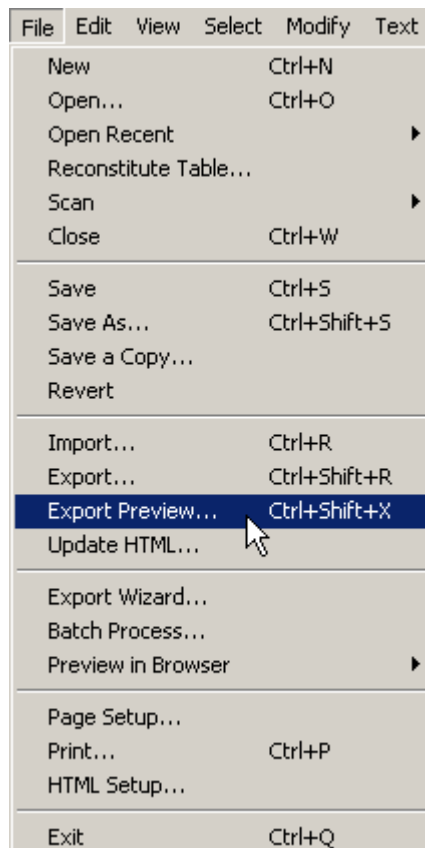 File Edit View Select Modify Text
New Ctrl+N
Open... Ctrl+O
Open Recent
Reconstitute Table...
Scan
Close Ctrl+W
Save Ctrl+S
Save As... Ctrl+Shift+S
Save a Copy...
Revert
Import... Ctrl+R
Export... Ctrl+Shift+R
Export Preview... Ctrl+Shift+X
Update HTML...
Export Wizard...
Batch Process...
Preview in Browser
Page Setup...
Print... Ctrl+P
HTML Setup...
Exit Ctrl+Q